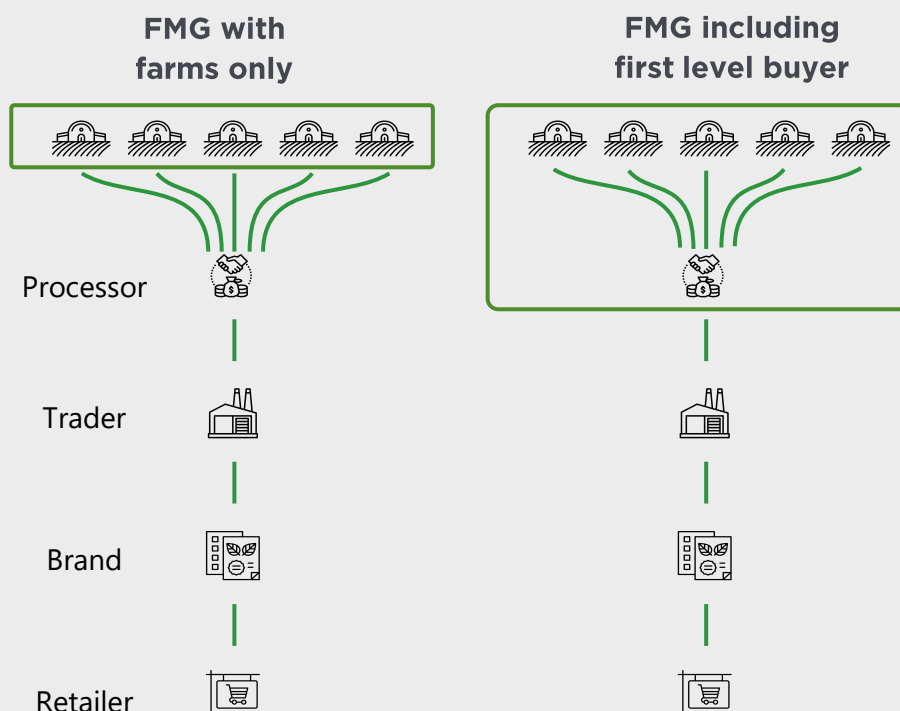 FMG with
farms only
FMG including
first level buyer
Processor
Trader
Brand
Retailer